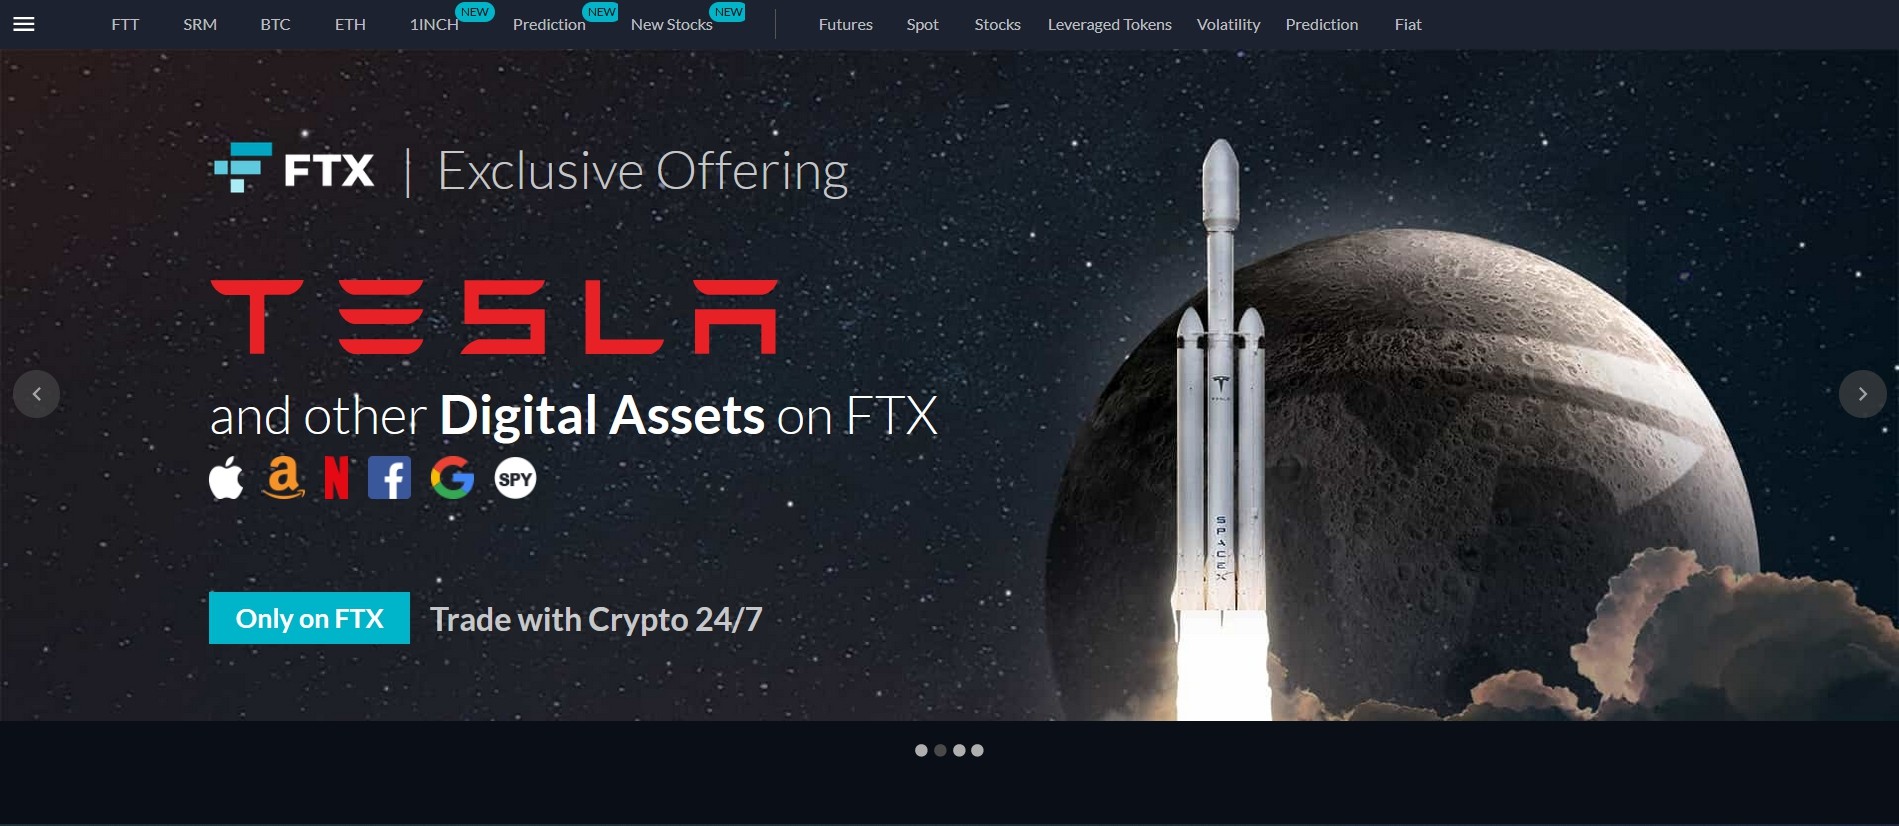 FTT SRM BTC ETH 1INCH NEW Prediction NEW New Stocks NEW Futures Spot Stocks Leveraged Tokens Volatility Prediction Fiat
FTX | Exclusive Offering
TESLA
and other Digital Assets on FTX
a N f G SPY
Only on FTX Trade with Crypto 24/7
TESLA
SPACEX